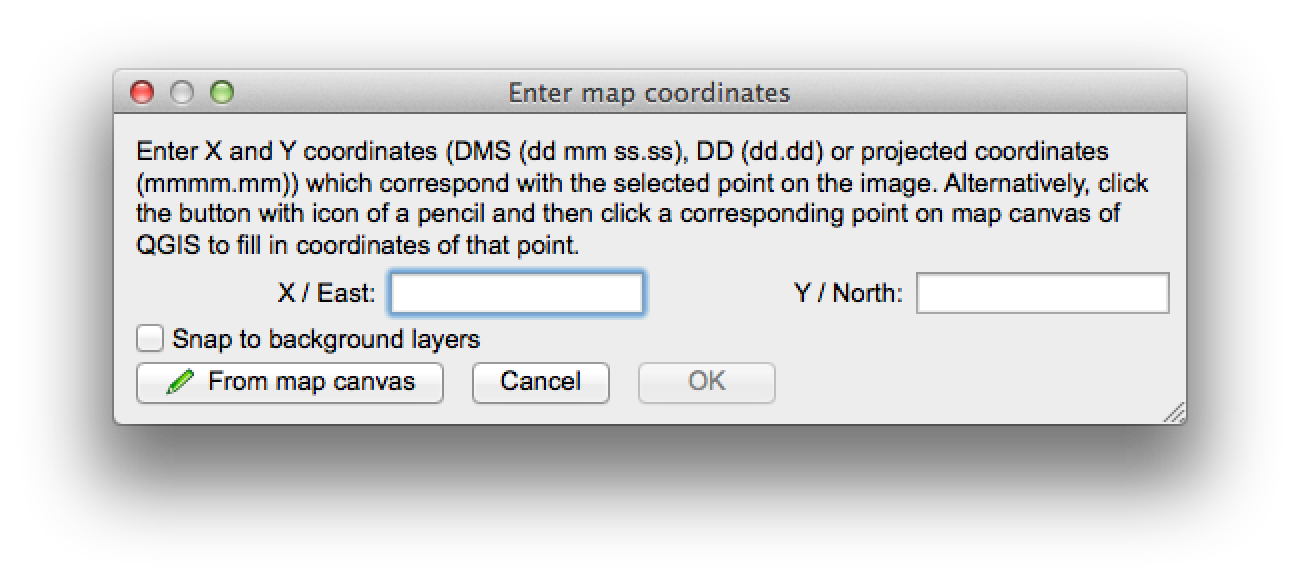 Enter map coordinates
Enter X and Y coordinates (DMS (dd mm ss.ss), DD (dd.dd) or projected coordinates
(mmmm.mm)) which correspond with the selected point on the image. Alternatively, click
the button with icon of a pencil and then click a corresponding point on map canvas of
QGIS to fill in coordinates of that point.
X / East: Y / North:
Snap to background layers
From map canvas Cancel OK